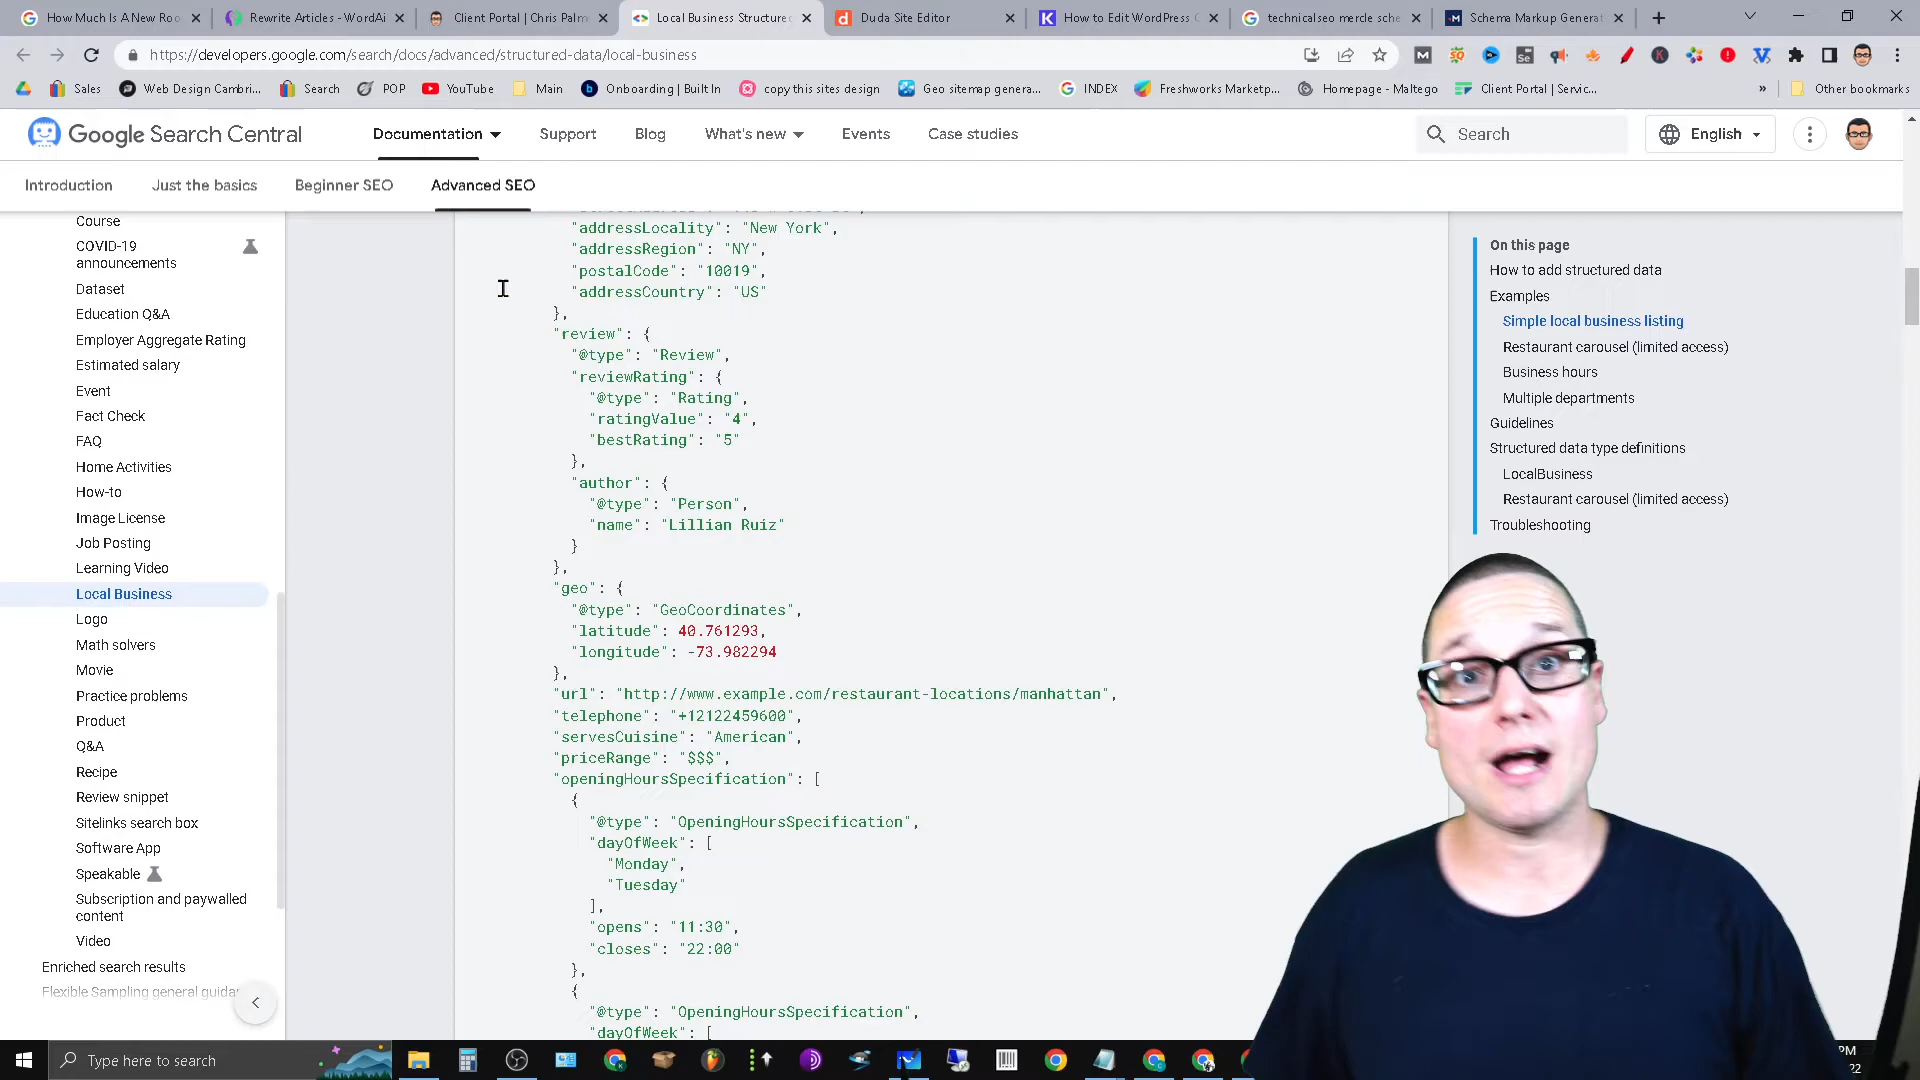 How Much Is A New Roo
Rewrite Articles - WordAi
Client Portal | Chris Palm
Local Business Structure
Duda Site Editor
How to Edit WordPress C
technicalseo mercle sche
Schema Markup Generat
https://developers.google.com/search/docs/advanced/structured-data/local-business
Sales
Web Design Cambri...
Search
POP
YouTube
Main
Onboarding | Built In
copy this sites design
Geo sitemap genera...
INDEX
Freshworks Marketp...
Homepage - Maltego
Client Portal | Servic...
»
Other bookmarks
Google Search Central
Documentation
Support
Blog
What's new
Events
Case studies
Search
English
Introduction
Just the basics
Beginner SEO
Advanced SEO
Course
COVID-19
announcements
Dataset
Education Q&A
Employer Aggregate Rating
Estimated salary
Event
Fact Check
FAQ
Home Activities
How-to
Image License
Job Posting
Learning Video
Local Business
Logo
Math solvers
Movie
Practice problems
Product
Q&A
Recipe
Review snippet
Sitelinks search box
Software App
Speakable
Subscription and paywalled
content
Video
Enriched search results
Flexible Sampling general guidan
"addressLocality": "New York",
"addressRegion": "NY",
"postalCode": "10019",
"addressCountry": "US"
},
"review": {
"@type": "Review",
"reviewRating": {
"@type": "Rating",
"ratingValue": "4",
"bestRating": "5"
},
"author": {
"@type": "Person",
"name": "Lillian Ruiz"
}
},
"geo": {
"@type": "GeoCoordinates",
"latitude": 40.761293,
"longitude": -73.982294
},
"url": "http://www.example.com/restaurant-locations/manhattan",
"telephone": "+12122459600",
"servesCuisine": "American",
"priceRange": "$$$",
"openingHoursSpecification": [
{
"@type": "OpeningHoursSpecification",
"dayOfWeek": [
"Monday",
"Tuesday"
],
"opens": "11:30",
"closes": "22:00"
},
{
"@type": "OpeningHoursSpecification",
"dayOfWeek": [
On this page
How to add structured data
Examples
Simple local business listing
Restaurant carousel (limited access)
Business hours
Multiple departments
Guidelines
Structured data type definitions
LocalBusiness
Restaurant carousel (limited access)
Troubleshooting
Type here to search
PM
22